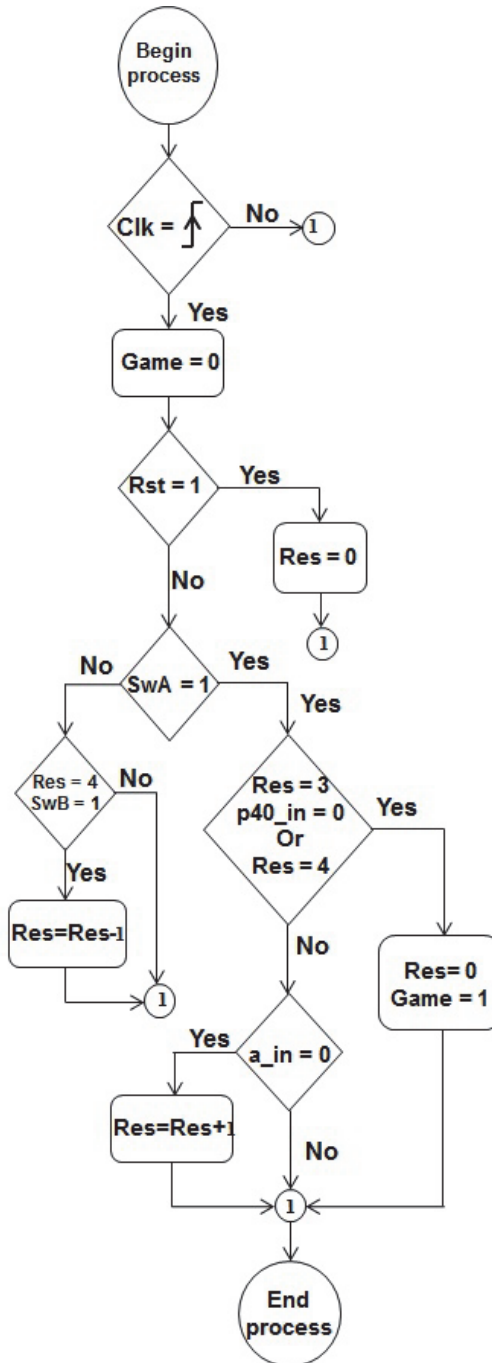 Begin
process
Clk =
No
1
Yes
Game = 0
Rst = 1
Yes
Res = 0
1
No
SwA = 1
No
Yes
Yes
Res = 4
SwB = 1
No
Yes
Res=Res-1
1
Res = 3
p40_in = 0
Or
Res = 4
Yes
No
Res= 0
Game = 1
a_in = 0
Yes
Res=Res+1
No
1
End
process